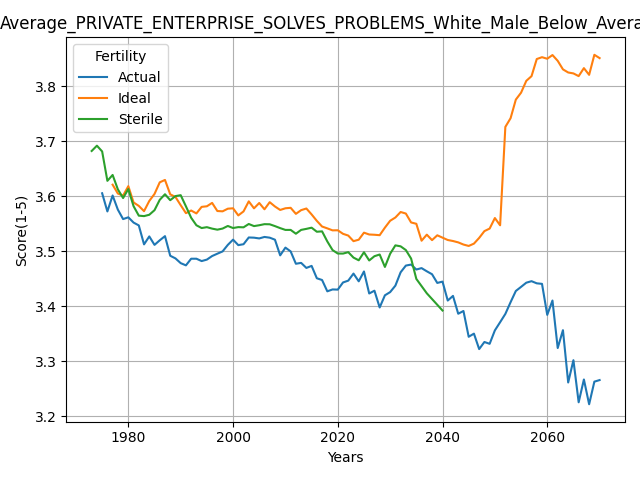 Average_PRIVATE_ENTERPRISE_SOLVES_PROBLEMS_White_Male_Below_Avera
Fertility
Actual
Ideal
Sterile
Score(1-5)
3.8
3.7
3.6
3.5
3.4
3.3
3.2
1980
2000
2020
2040
2060
Years